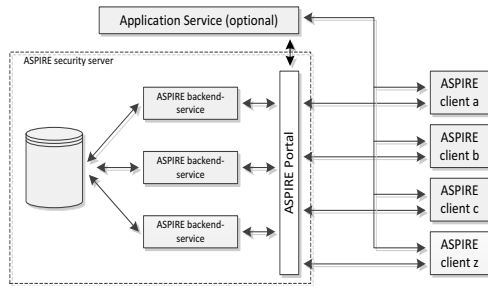 Application Service (optional)
ASPIRE security server
ASPIRE backend-
service
ASPIRE backend-
service
ASPIRE backend-
service
ASPIRE Portal
ASPIRE
client a
ASPIRE
client b
ASPIRE
client c
ASPIRE
client z